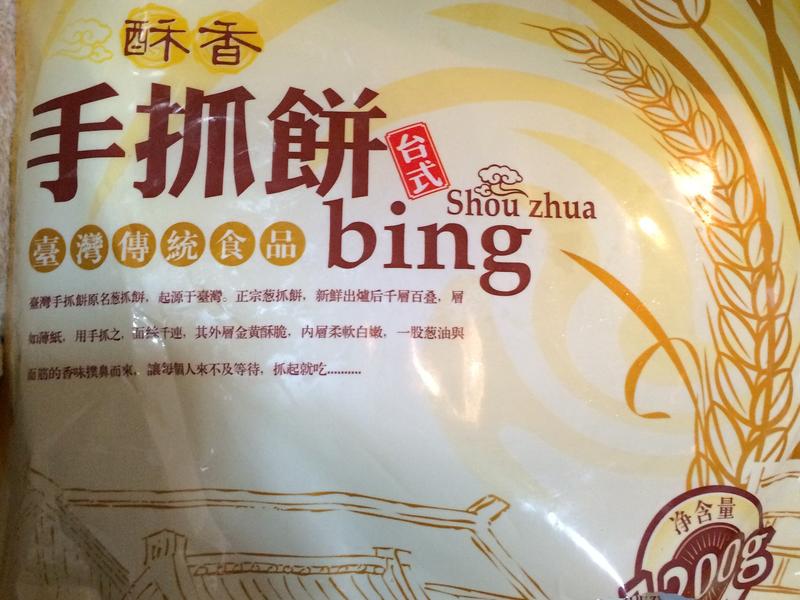 酥香
手抓餅
台式
Shou zhua
bing
臺灣傳統食品
臺灣手抓餅原名葱抓餅，起源于臺灣。正宗葱抓餅，新鮮出爐后千層百叠，層
如薄紙，用手抓之，面絲千連，其外層金黄酥脆，内層柔軟白嫩，一股葱油與
面筋的香味撲鼻而來，讓每個人來不及等待，抓起就吃..........
净含量